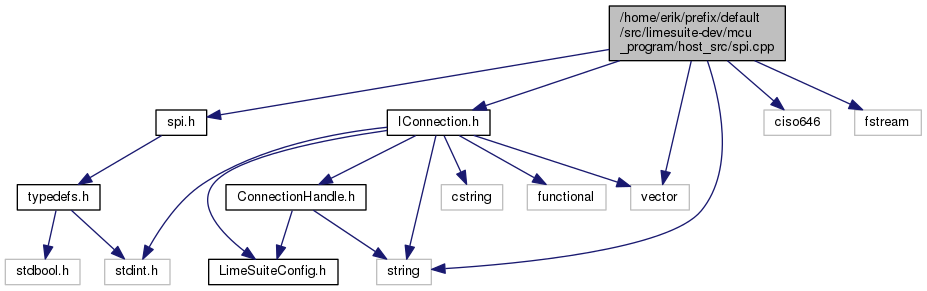 /home/erik/prefix/default
/src/limesuite-dev/mcu
_program/host_src/spi.cpp
spi.h
IConnection.h
ciso646
fstream
typedefs.h
ConnectionHandle.h
cstring
functional
vector
stdbool.h
stdint.h
LimeSuiteConfig.h
string